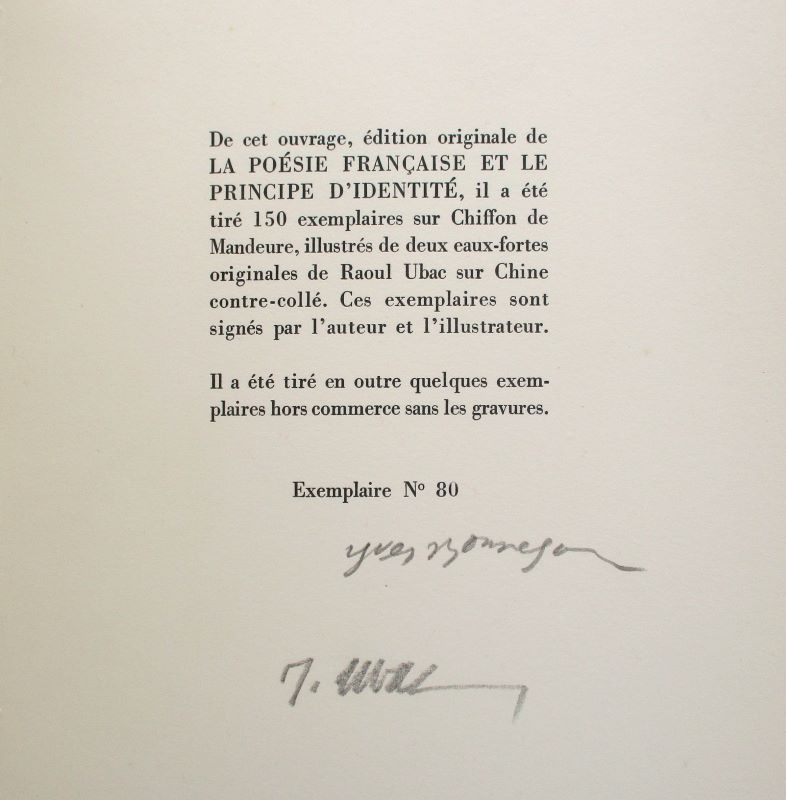 De cet ouvrage, édition originale de
LA POÉSIE FRANÇAISE ET LE
PRINCIPE D'IDENTITÉ, il a été
tiré 150 exemplaires sur Chiffon de
Mandeure, illustrés de deux eaux-fortes
originales de Raoul Ubac sur Chine
contre-collé. Ces exemplaires sont
signés par l'auteur et l'illustrateur.
Il a été tiré en outre quelques exem-
plaires hors commerce sans les gravures.
Exemplaire Nº 80
yves Bonnefoy
R. Ubac